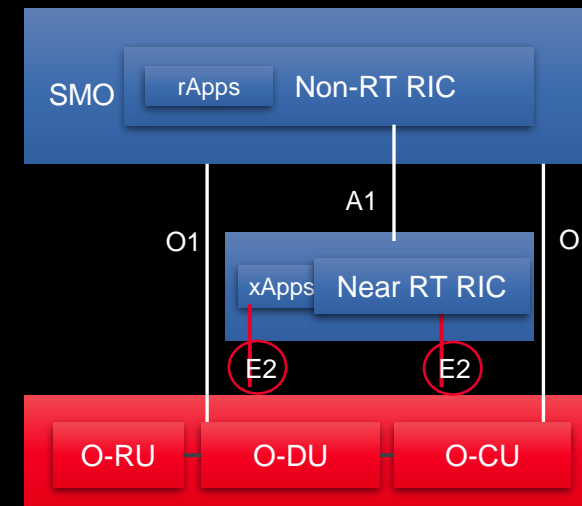 rApps
Non-RT RIC
SMO
A1
O1
O
xApps
Near RT RIC
E2
E2
O-RU
O-DU
O-CU